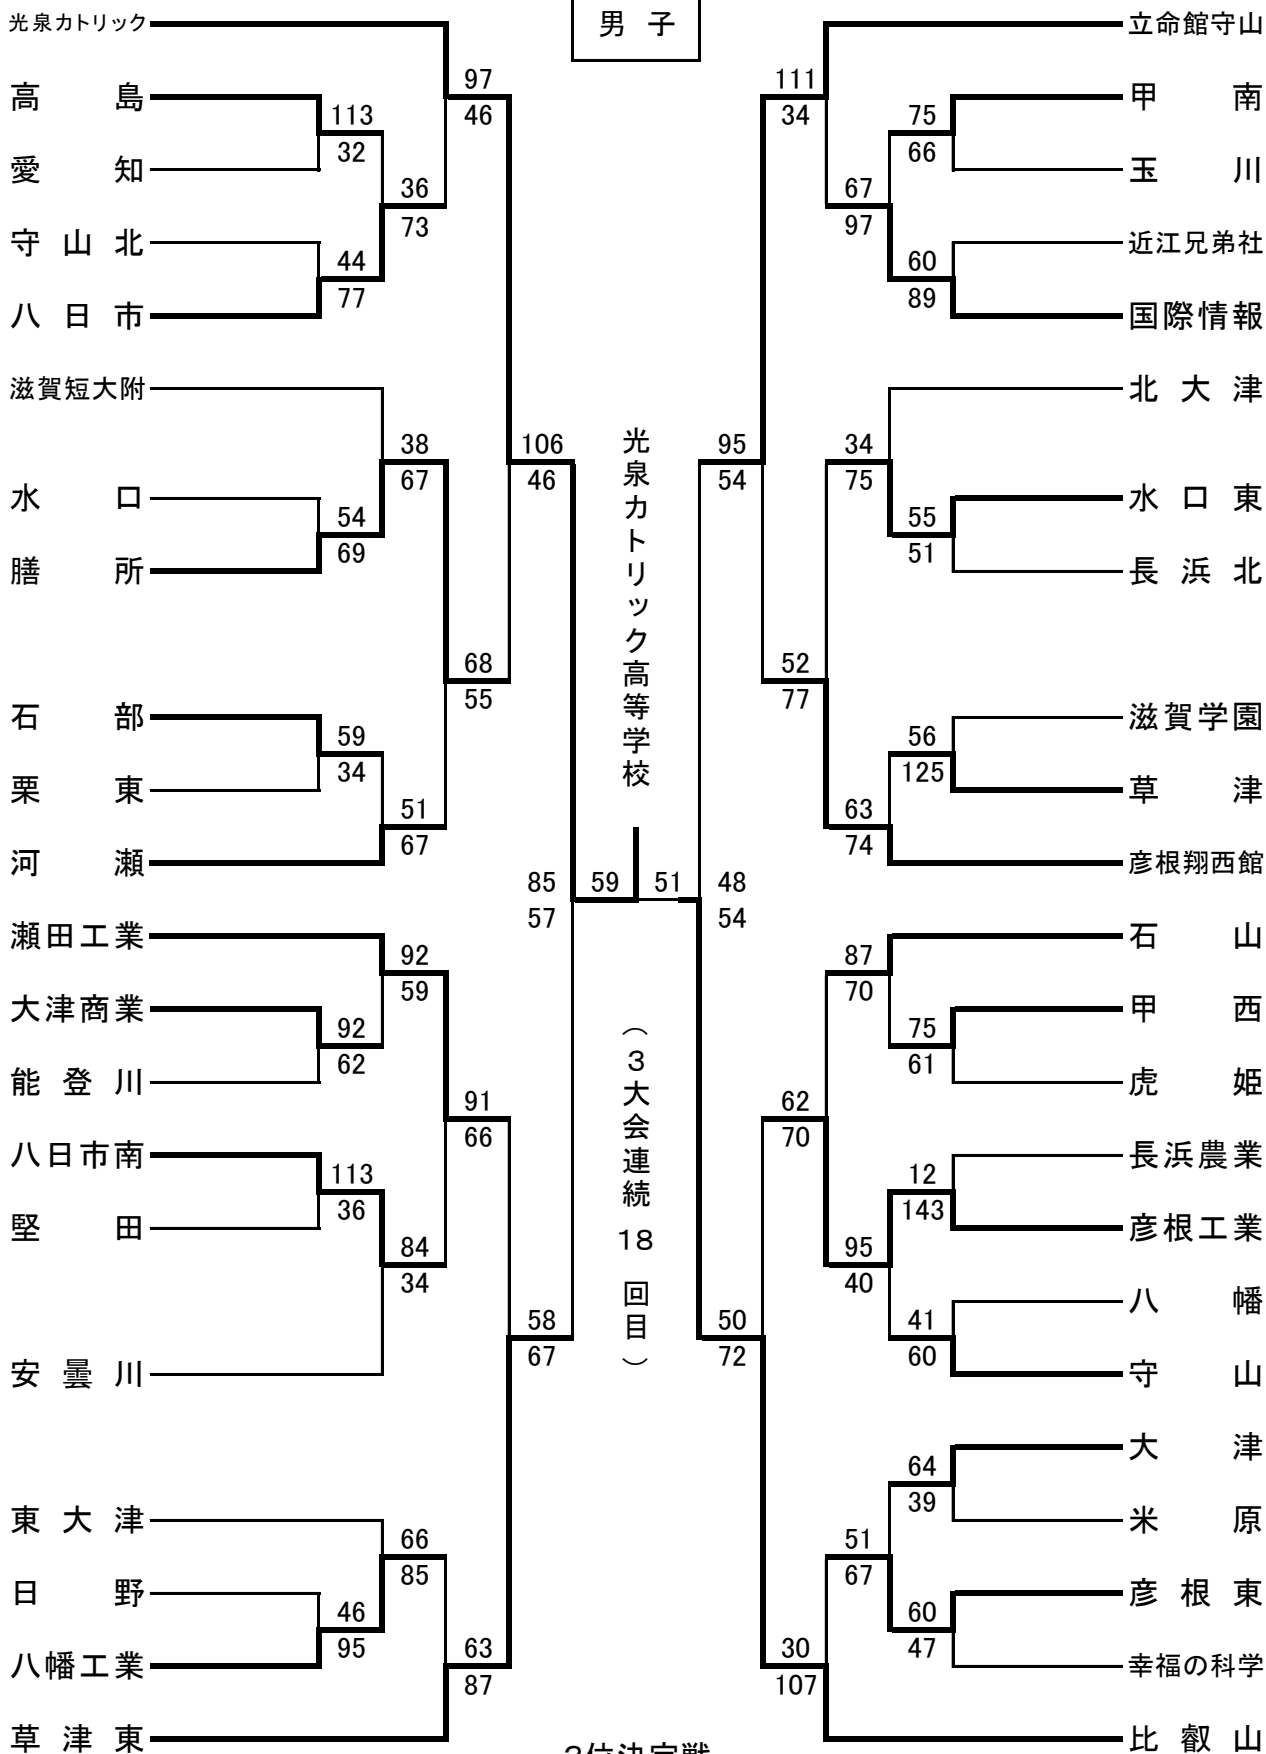 男子
光泉カトリック
高島
愛知
守山北
八日市
滋賀短大附
水口
膳所
石部
栗東
河瀬
瀬田工業
大津商業
能登川
八日市南
堅田
安曇川
東大津
日野
八幡工業
草津東
113
32
44
77
54
69
59
34
92
62
113
36
46
95
36
73
38
67
51
67
92
59
84
34
66
85
97
46
68
55
91
66
63
87
106
46
58
67
85
57
59
51
光泉カトリック高等学校
（3大会連続18回目）
48
54
95
54
50
72
111
34
52
77
62
70
30
107
67
97
34
75
63
74
87
70
95
40
51
67
75
66
60
89
55
51
56
125
75
61
12
143
41
60
64
39
60
47
立命館守山
甲南
玉川
近江兄弟社
国際情報
北大津
水口東
長浜北
滋賀学園
草津
彦根翔西館
石山
甲西
虎姫
長浜農業
彦根工業
八幡
守山
大津
米原
彦根東
幸福の科学
比叡山